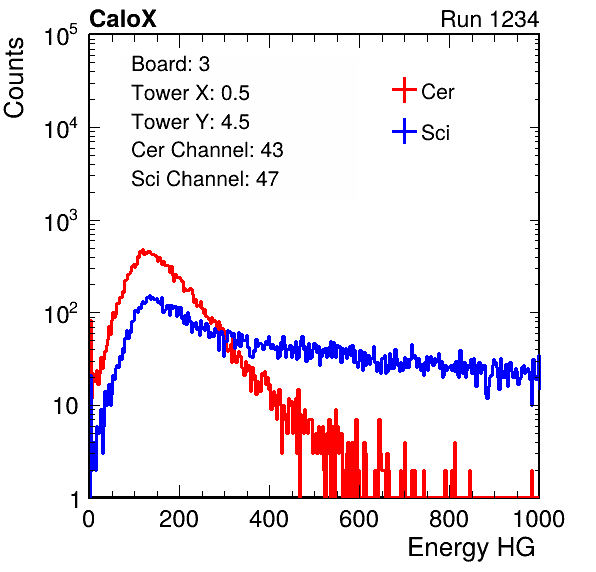 CaloX Run 1234
Counts
Board: 3
Tower X: 0.5
Tower Y: 4.5
Cer Channel: 43
Sci Channel: 47
Cer
Sci
10^5
10^4
10^3
10^2
10
1
0 200 400 600 800 1000
Energy HG